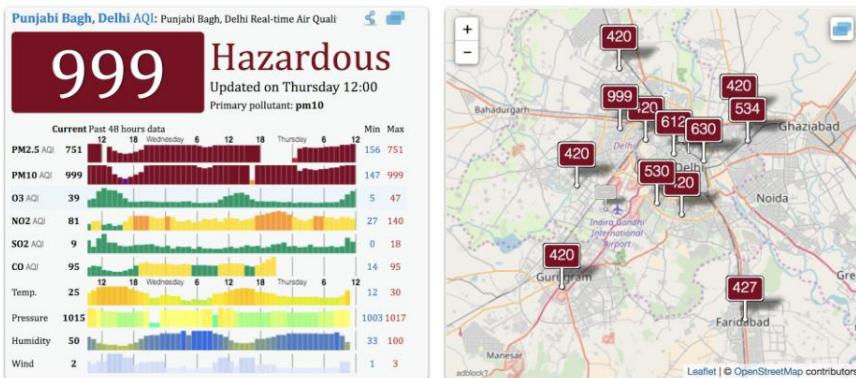 Punjabi Bagh, Delhi AQI: Punjabi Bagh, Delhi Real-time Air Quali
999
Hazardous
Updated on Thursday 12:00
Primary pollutant: pm10
Current Past 48 hours data Min Max
12 18 Wednesday 6 12 18 Thursday 6 12
PM2.5 AQI 751 156 751
PM10 AQI 999 147 999
O3 AQI 39 5 47
NO2 AQI 81 27 140
SO2 AQI 9 0 18
CO AQI 95 14 95
12 18 Wednesday 6 12 18 Thursday 6 12
Temp. 25 12 30
Pressure 1015 1003 1017
Humidity 50 33 100
Wind 2 1 3
+
-
420
420
Bahadurgarh
999
420
534
Ghaziabad
612
630
420
Delhi
Delhi
530
420
Noida
Indira Gandhi
International
Airport
420
Gurugram
427
Faridabad
Manesar
adblock?
Leaflet | © OpenStreetMap contributors